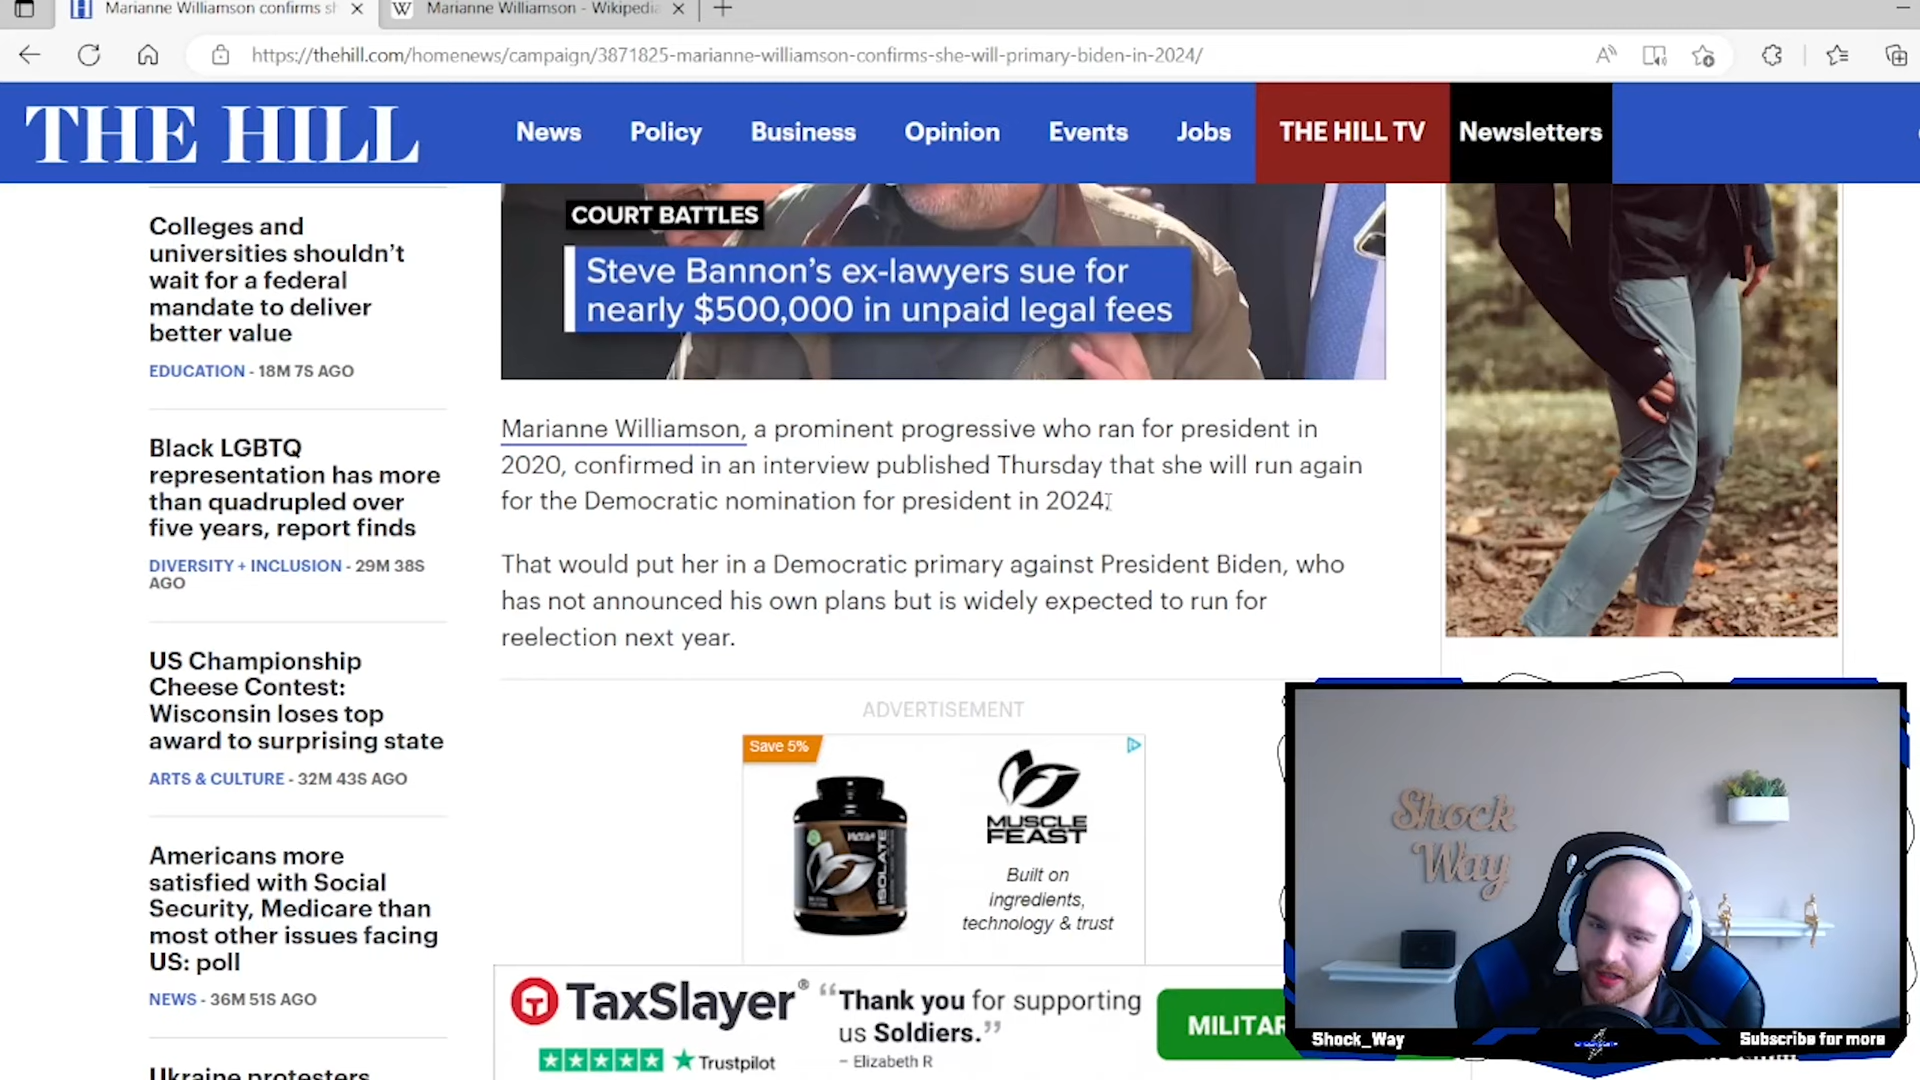 Marianne Williamson confirms sh
Marianne Williamson - Wikipedia
https://thehill.com/homenews/campaign/3871825-marianne-williamson-confirms-she-will-primary-biden-in-2024/
THE HILL
News
Policy
Business
Opinion
Events
Jobs
THE HILL TV
Newsletters
Colleges and
universities shouldn't
wait for a federal
mandate to deliver
better value
EDUCATION - 18M 7S AGO
Black LGBTQ
representation has more
than quadrupled over
five years, report finds
DIVERSITY + INCLUSION - 29M 38S
AGO
US Championship
Cheese Contest:
Wisconsin loses top
award to surprising state
ARTS & CULTURE - 32M 43S AGO
Americans more
satisfied with Social
Security, Medicare than
most other issues facing
US: poll
NEWS - 36M 51S AGO
Ukraine protesters
COURT BATTLES
Steve Bannon's ex-lawyers sue for
nearly $500,000 in unpaid legal fees
Marianne Williamson, a prominent progressive who ran for president in
2020, confirmed in an interview published Thursday that she will run again
for the Democratic nomination for president in 2024.
That would put her in a Democratic primary against President Biden, who
has not announced his own plans but is widely expected to run for
reelection next year.
ADVERTISEMENT
Save 5%
ISOLATE
MUSCLE
FEAST
Built on
ingredients,
technology & trust
TaxSlayer®
Trustpilot
“Thank you for supporting
us Soldiers.”
– Elizabeth R
MILITAR
Shock
Way
Shock_Way
Subscribe for more